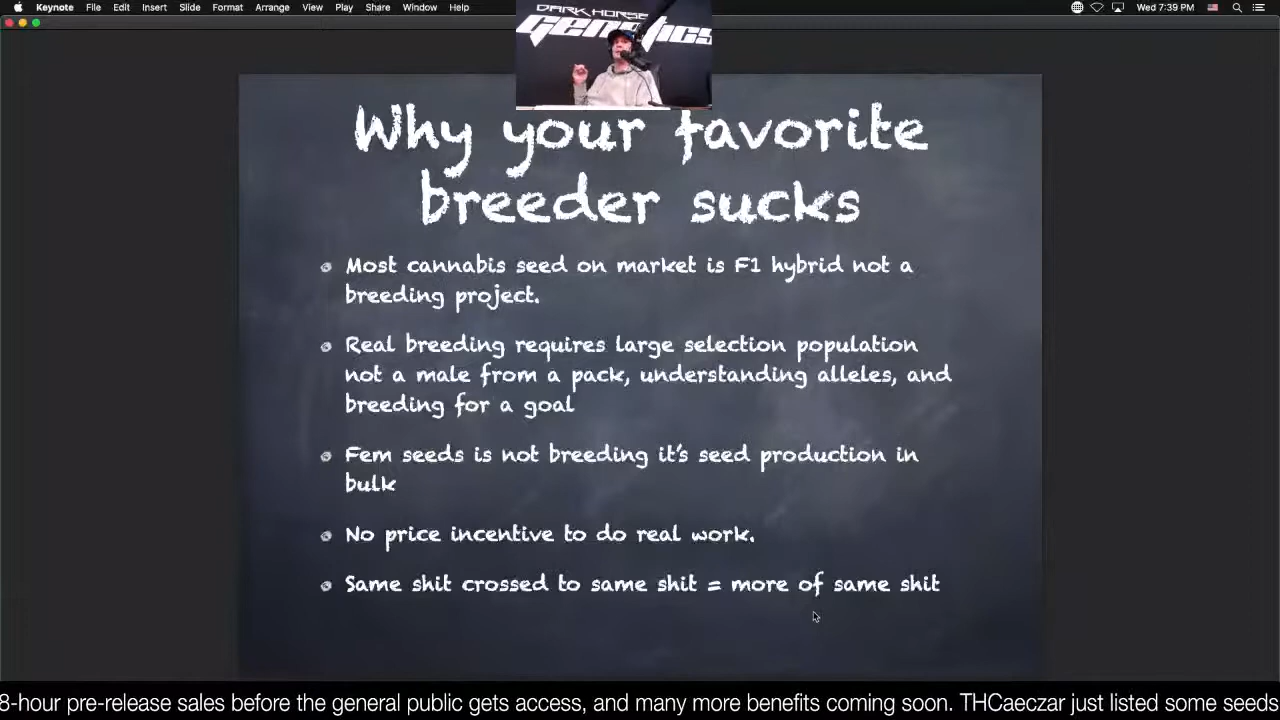 Keynote File Edit Insert Slide Format Arrange View Play Share Window Help Wed 7:39 PM
DARK HORSE
genetics
Why your favorite
breeder sucks
Most cannabis seed on market is F1 hybrid not a
breeding project.
Real breeding requires large selection population
not a male from a pack, understanding alleles, and
breeding for a goal
Fem seeds is not breeding it's seed production in
bulk
No price incentive to do real work.
Same shit crossed to same shit = more of same shit
8-hour pre-release sales before the general public gets access, and many more benefits coming soon. THCaeczar just listed some seeds